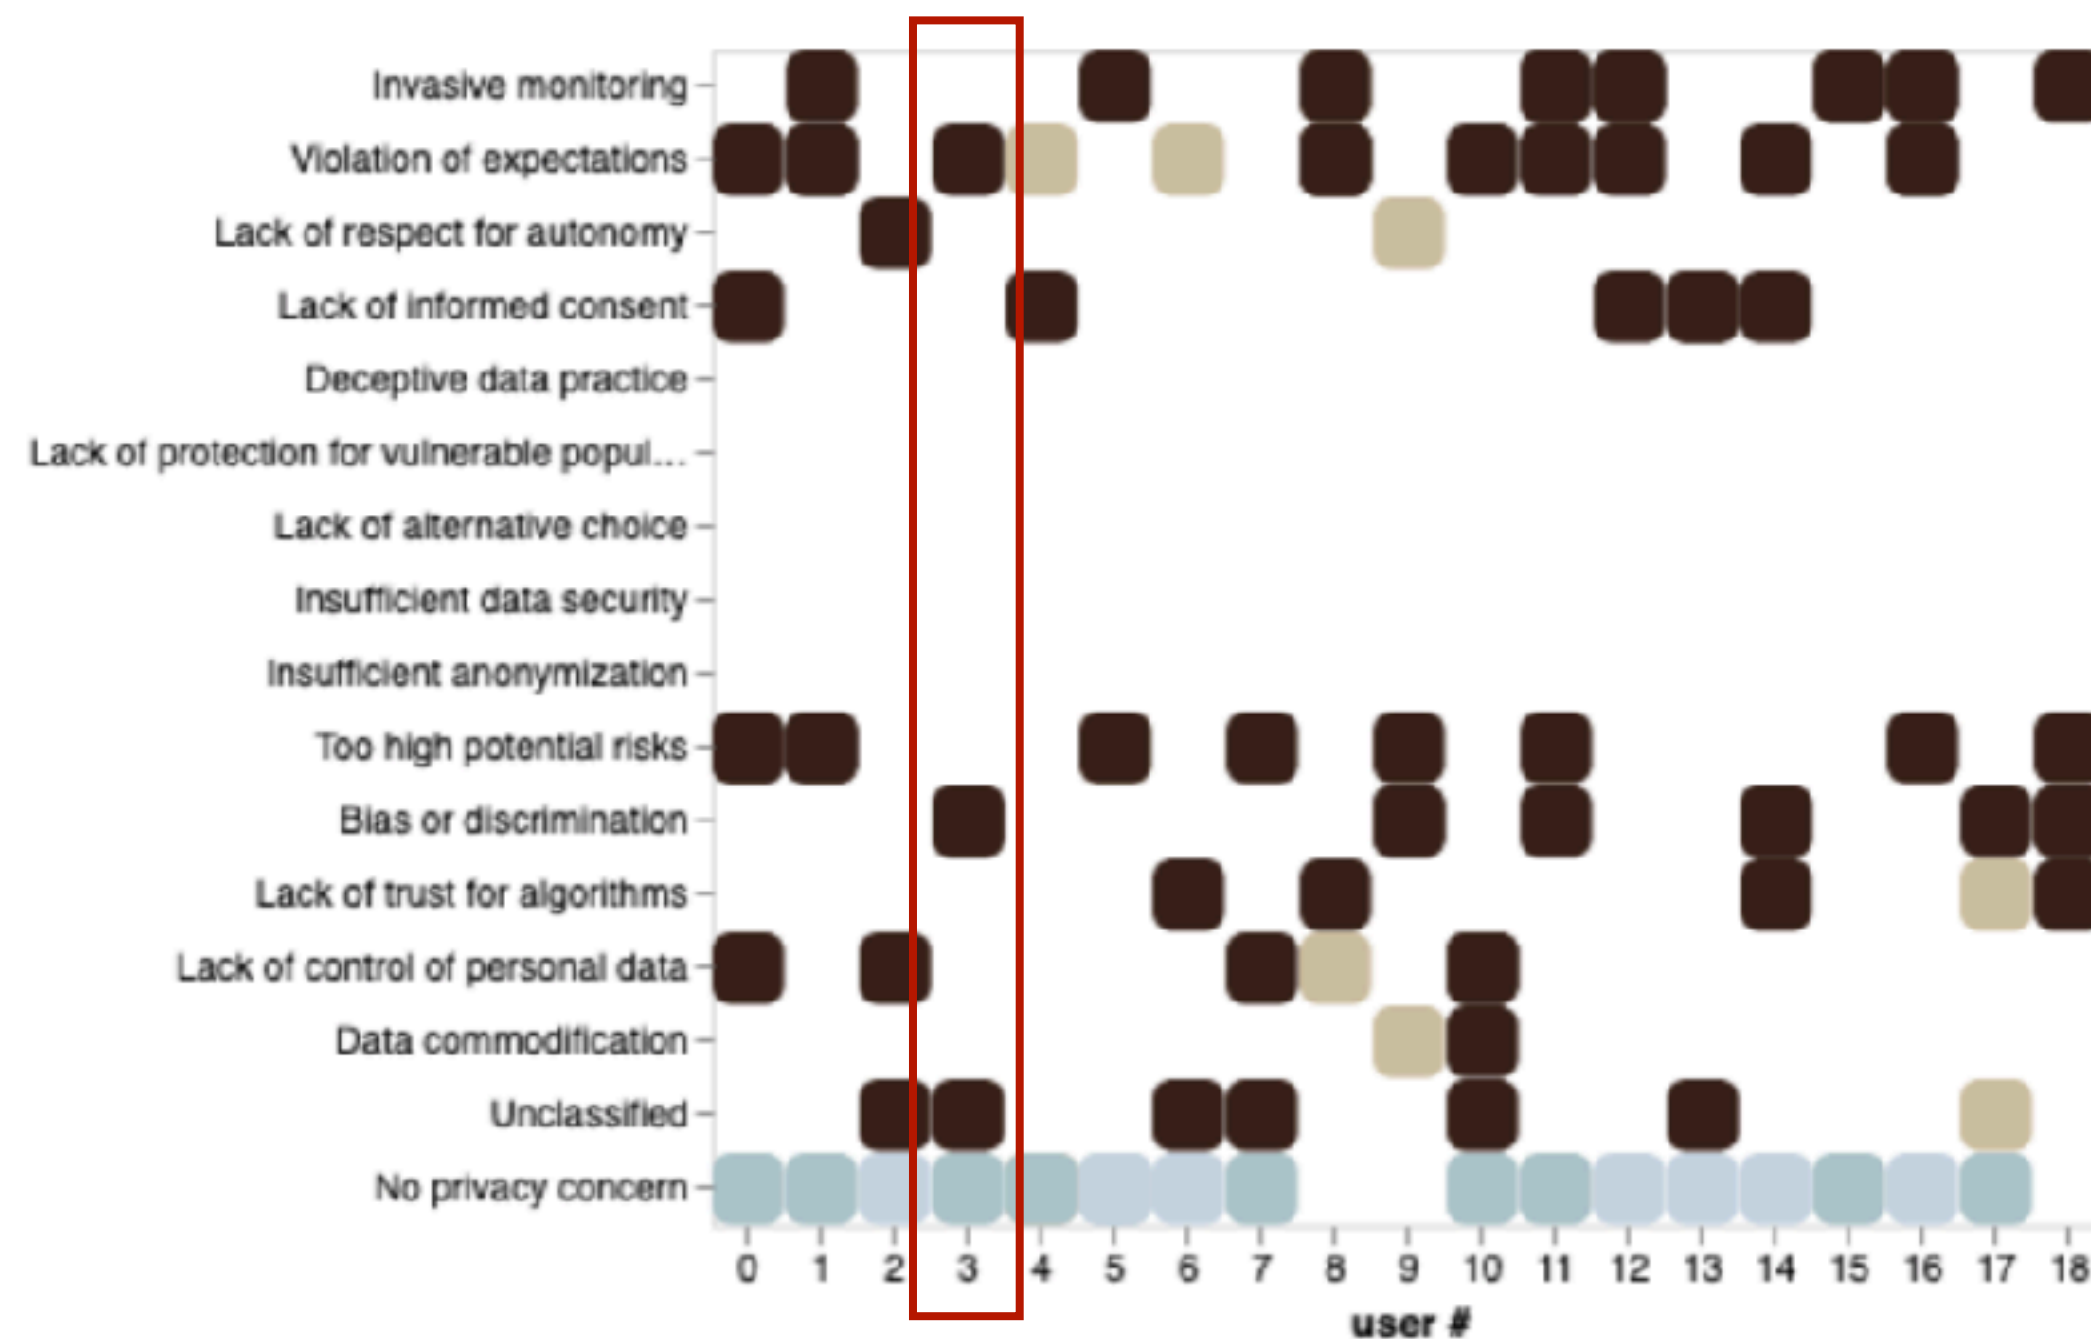 Invasive monitoring
Violation of expectations
Lack of respect for autonomy
Lack of informed consent
Deceptive data practice
Lack of protection for vulnerable popul...
Lack of alternative choice
Insufficient data security
Insufficient anonymization
Too high potential risks
Bias or discrimination
Lack of trust for algorithms
Lack of control of personal data
Data commodification
Unclassified
No privacy concern
0 1 2 3 4 5 6 7 8 9 10 11 12 13 14 15 16 17 18
user #